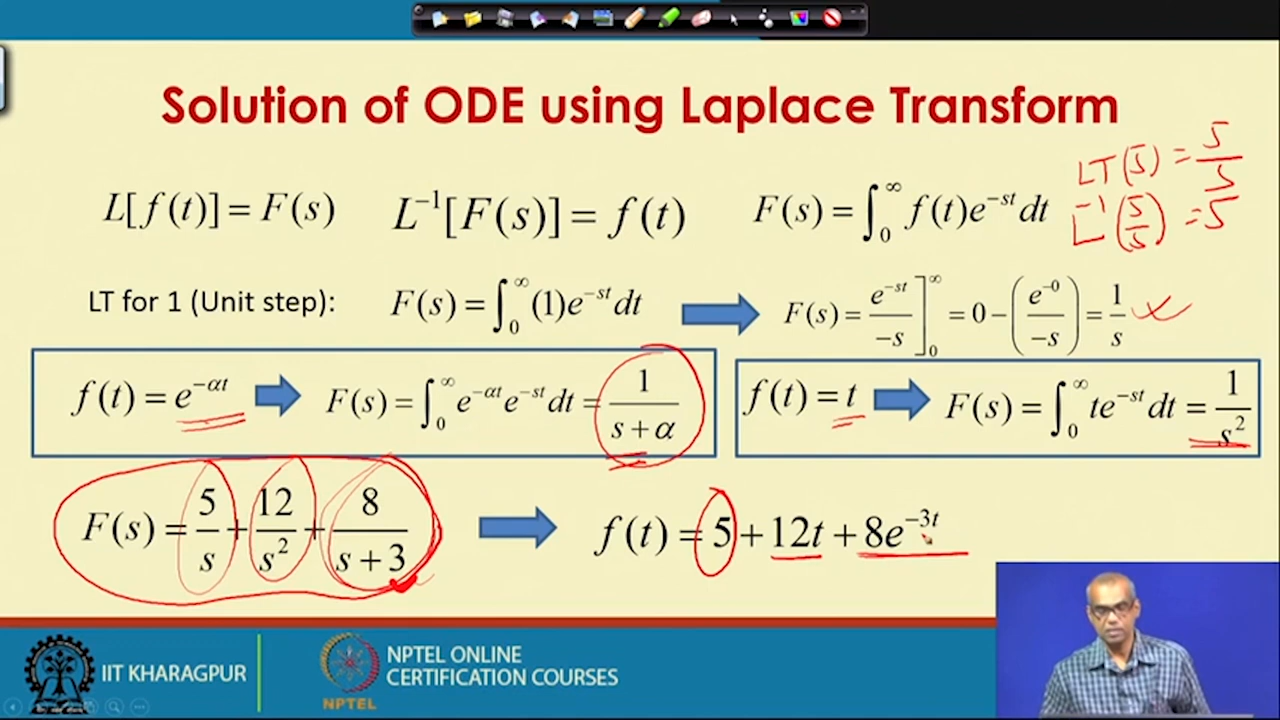 Solution of ODE using Laplace Transform
L[f(t)] = F(s)
L⁻¹[F(s)] = f(t)
F(s) = ∫₀^∞ f(t)e^{-st} dt
LT(5) = 5/s
L⁻¹(5/s) = 5
LT for 1 (Unit step):
F(s) = ∫₀^∞ (1)e^{-st} dt
F(s) = e^{-st}/-s ]₀^∞ = 0 − (e^{-0}/-s) = 1/s
f(t) = e^{-αt}
F(s) = ∫₀^∞ e^{-αt} e^{-st} dt = 1/(s + α)
f(t) = t
F(s) = ∫₀^∞ te^{-st} dt = 1/s²
F(s) = 5/s + 12/s² + 8/(s + 3)
f(t) = 5 + 12t + 8e^{-3t}
IIT KHARAGPUR
NPTEL
NPTEL ONLINE
CERTIFICATION COURSES